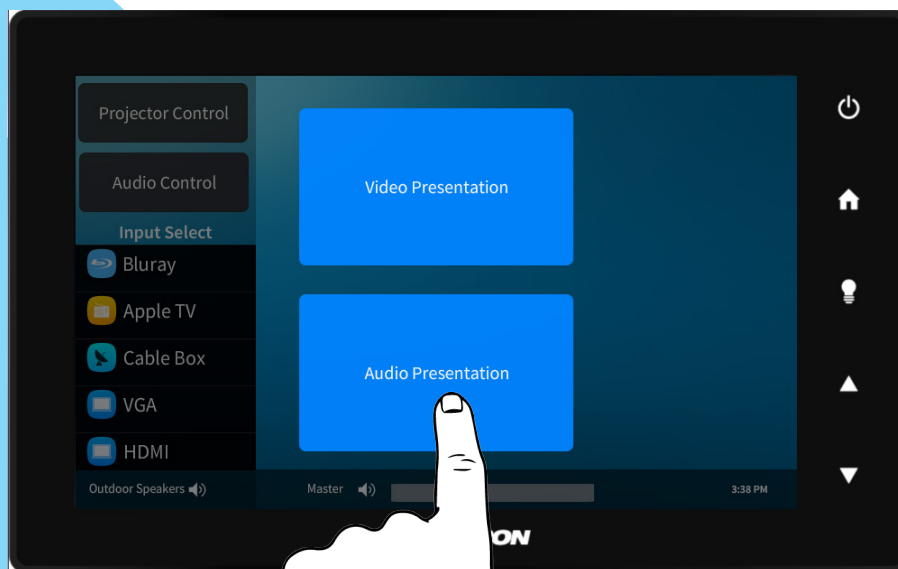 Projector Control
Audio Control
Input Select
Bluray
Apple TV
Cable Box
VGA
HDMI
Video Presentation
Audio Presentation
Outdoor Speakers
Master
3:38 PM